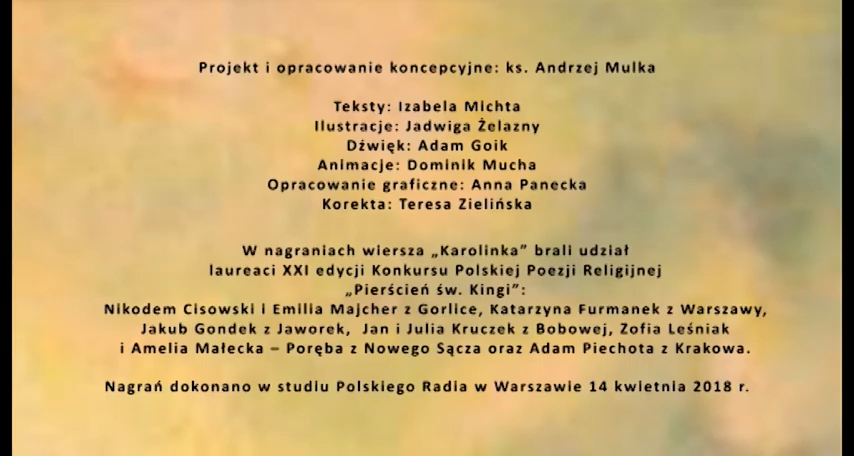 Projekt i opracowanie koncepcyjne: ks. Andrzej Mulka
Teksty: Izabela Michta
Ilustracje: Jadwiga Żelazny
Dźwięk: Adam Goik
Animacje: Dominik Mucha
Opracowanie graficzne: Anna Panecka
Korekta: Teresa Zielińska
W nagraniach wiersza „Karolinka” brali udział
laureaci XXI edycji Konkursu Polskiej Poezji Religijnej
„Pierścień św. Kingi”:
Nikodem Cisowski i Emilia Majcher z Gorlice, Katarzyna Furmanek z Warszawy,
Jakub Gondek z Jaworek, Jan i Julia Kruczek z Bobowej, Zofia Leśniak
i Amelia Małecka – Poręba z Nowego Sącza oraz Adam Piechota z Krakowa.
Nagrań dokonano w studiu Polskiego Radia w Warszawie 14 kwietnia 2018 r.